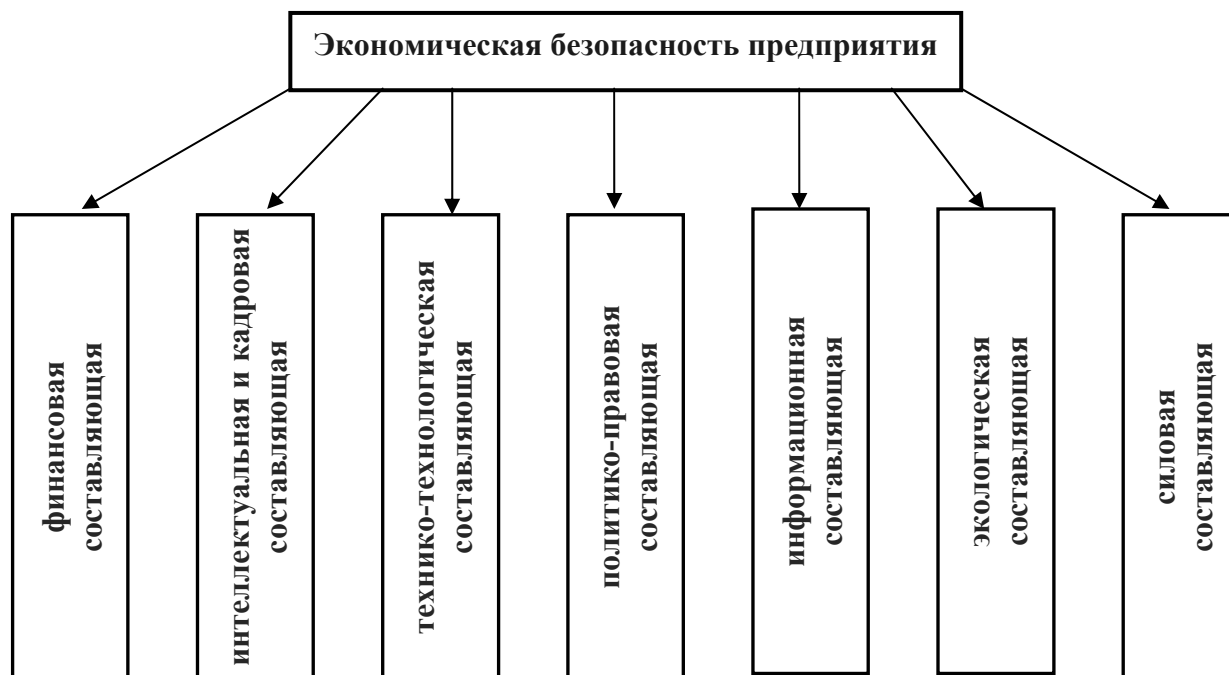 Экономическая безопасность предприятия
финансовая
составляющая
интеллектуальная и кадровая
составляющая
технико-технологическая
составляющая
политико-правовая
составляющая
информационная
составляющая
экологическая
составляющая
силовая
составляющая